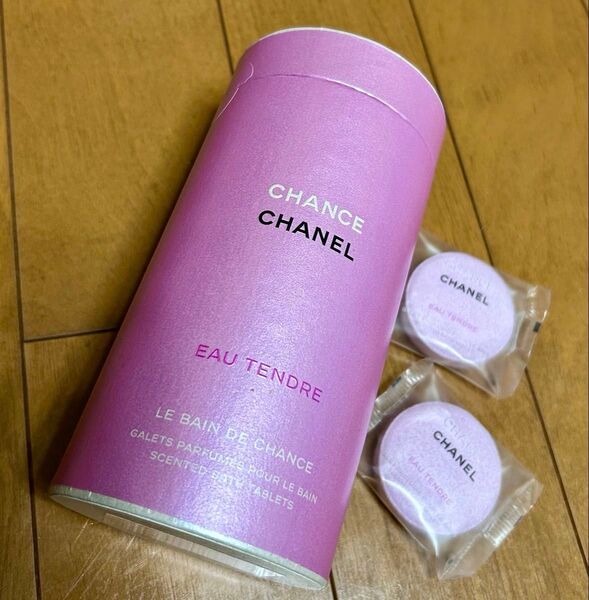 CHANCE
CHANEL
EAU TENDRE
LE BAIN DE CHANCE
GALETS PARFUMÉS POUR LE BAIN
SCENTED BATH TABLETS
CHANEL
EAU TENDRE
CHANEL
EAU TENDRE